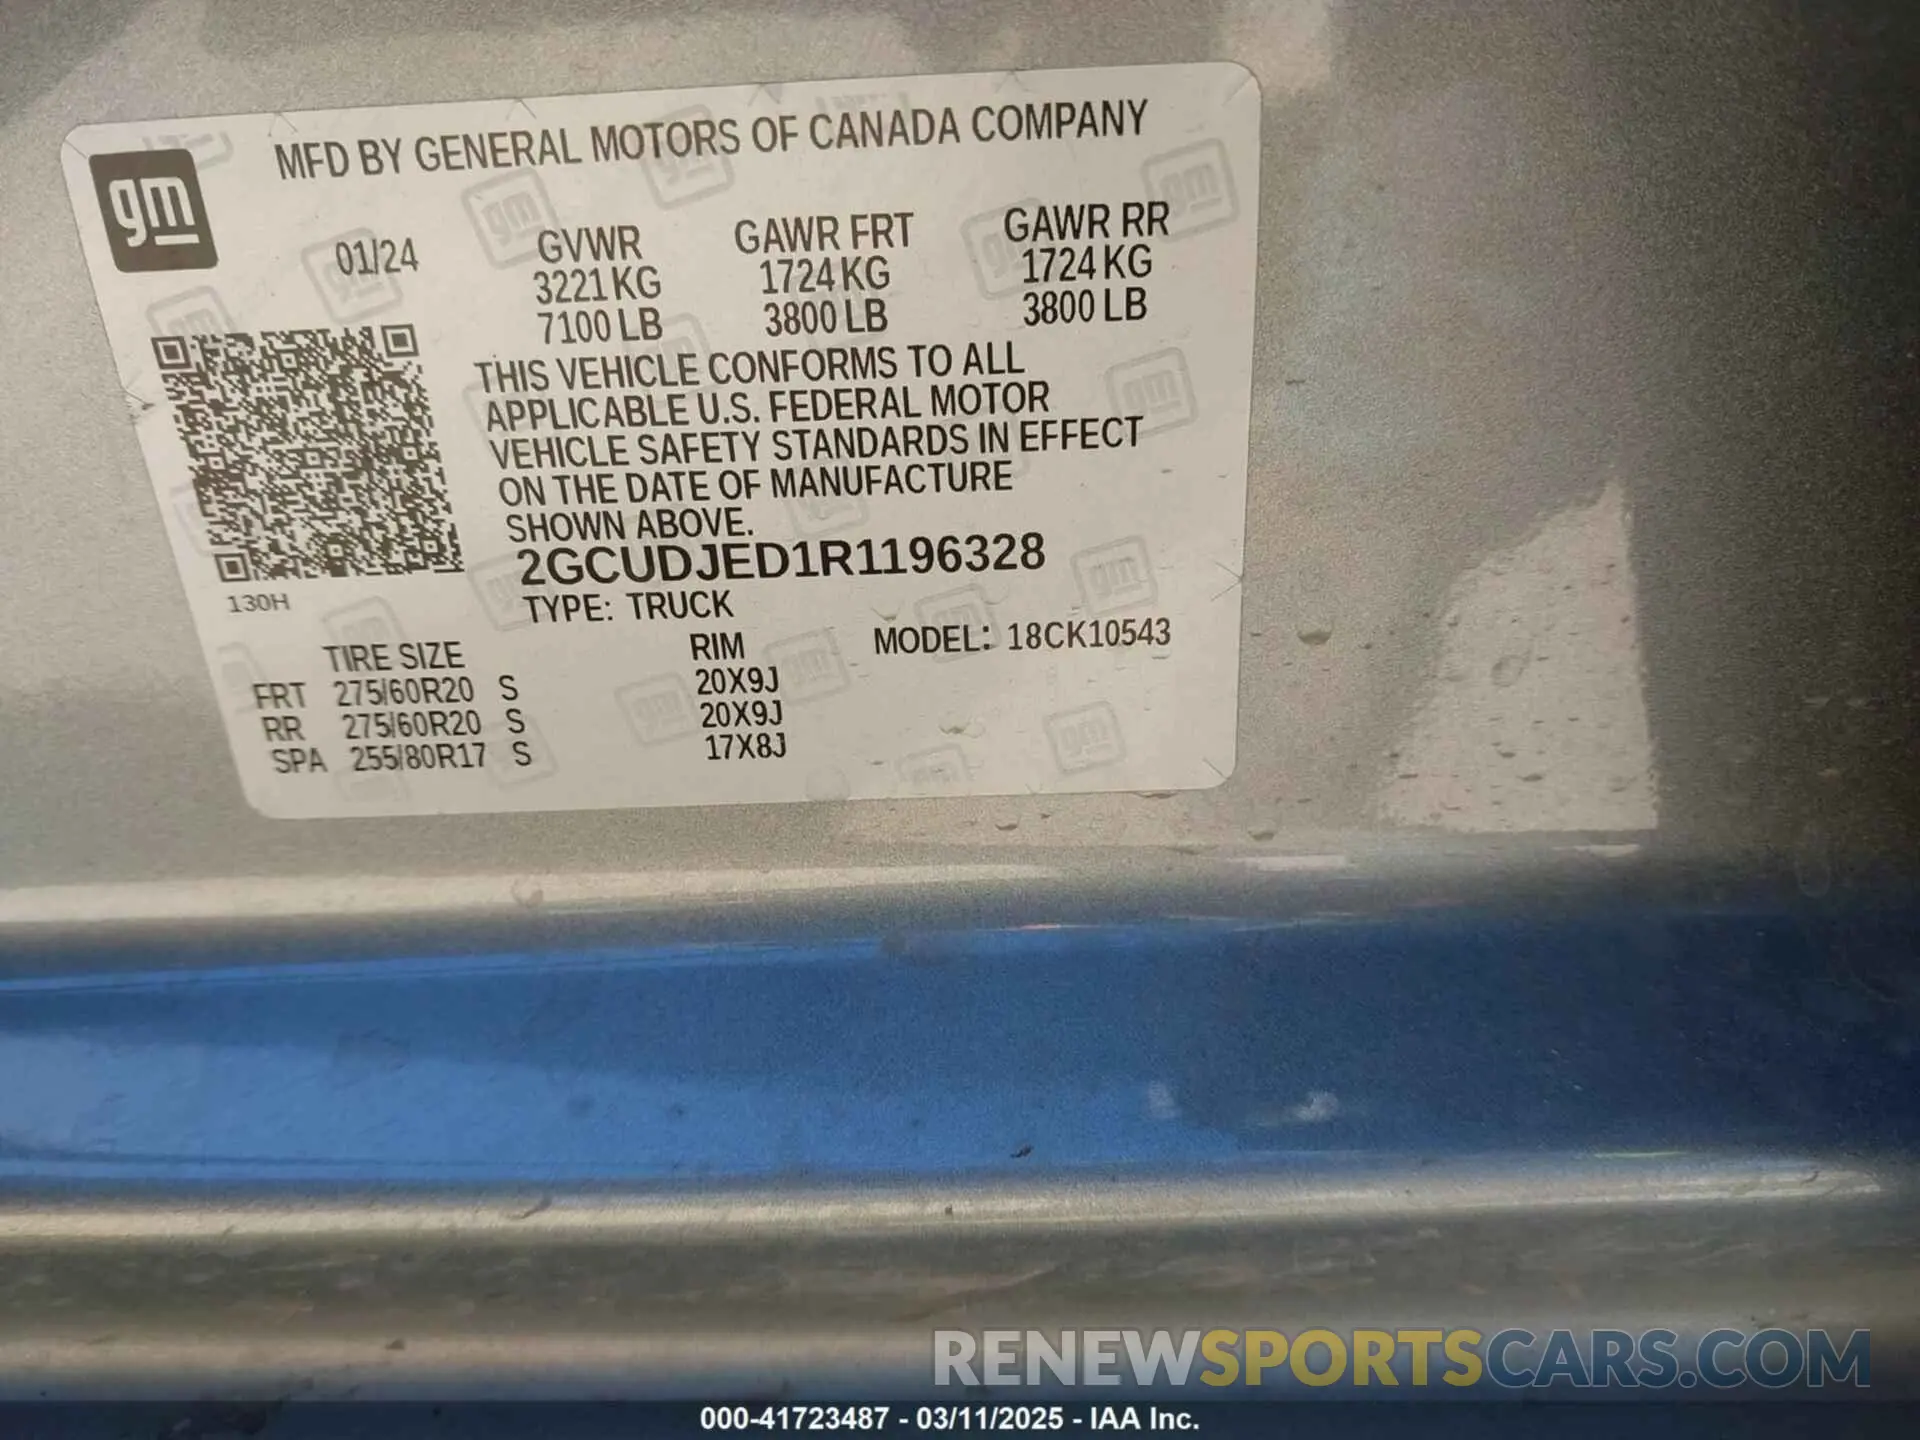 MFD BY GENERAL MOTORS OF CANADA COMPANY
gm
01/24 GVWR GAWR FRT GAWR RR
3221 KG 1724 KG 1724 KG
7100 LB 3800 LB 3800 LB
THIS VEHICLE CONFORMS TO ALL
APPLICABLE U.S. FEDERAL MOTOR
VEHICLE SAFETY STANDARDS IN EFFECT
ON THE DATE OF MANUFACTURE
SHOWN ABOVE.
2GCUDJED1R1196328
130H
TYPE: TRUCK
TIRE SIZE RIM MODEL: 18CK10543
FRT 275/60R20 S 20X9J
RR 275/60R20 S 20X9J
SPA 255/80R17 S 17X8J
RENEWSPORTSCARS.COM
000-41723487 - 03/11/2025 - IAA Inc.